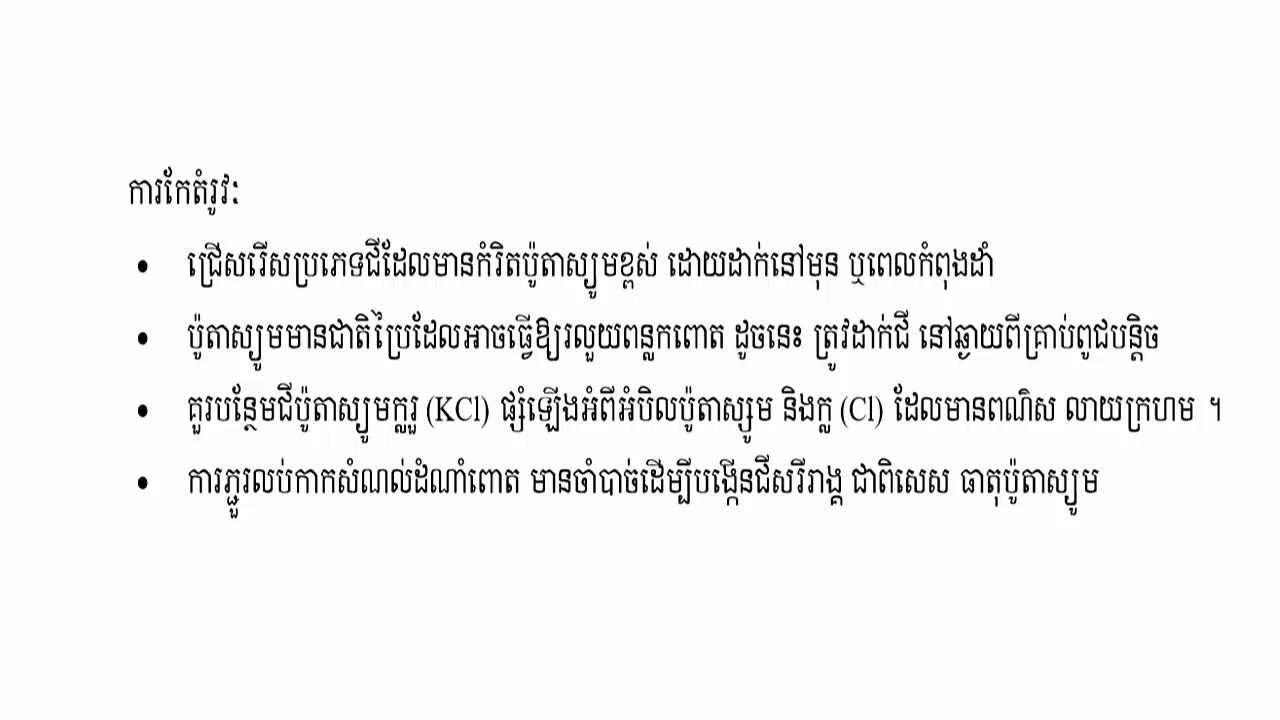 ការកែតំរូវៈ
• ជ្រើសរើសប្រភេទជីដែលមានកំរិតប៉ូតាស្យូមខ្ពស់ ដោយដាក់នៅមុន ឬពេលកំពុងដាំ
• ប៉ូតាស្យូមមានជាតិប្រៃដែលអាចធ្វើឱ្យរលួយពន្លកពោត ដូចនេះ ត្រូវដាក់ជី នៅឆ្ងាយពីគ្រាប់ពូជបន្តិច
• គួរបន្ថែមជីប៉ូតាស្យូមក្លរួ (KCl) ផ្សំឡើងអំពីអំបិលប៉ូតាស្សូម និងក្ល (Cl) ដែលមានពណ៌ស លាយក្រហម ។
• ការភ្ជួរលប់កាកសំណល់ដំណាំពោត មានចាំបាច់ដើម្បីបង្កើនជីសរីរាង្គ ជាពិសេស ធាតុប៉ូតាស្យូម